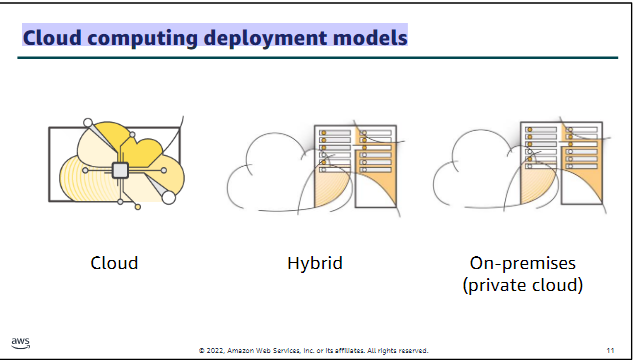 Cloud computing deployment models
Cloud
Hybrid
On-premises
(private cloud)
aws
© 2022, Amazon Web Services, Inc. or its affiliates. All rights reserved.
11